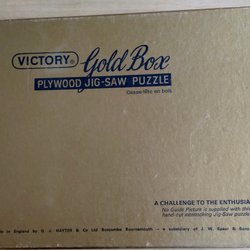 VICTORY® Gold Box
PLYWOOD JIG-SAW PUZZLE
Casse-tête en bois
A CHALLENGE TO THE ENTHUSIA
No Guide Picture is supplied with this
hand-cut interlocking Jig-Saw puzzle
de in England by G. J. HAYTER & Co Ltd Boscombe Bournemouth — a subsidiary of J. W. Spear & Sons